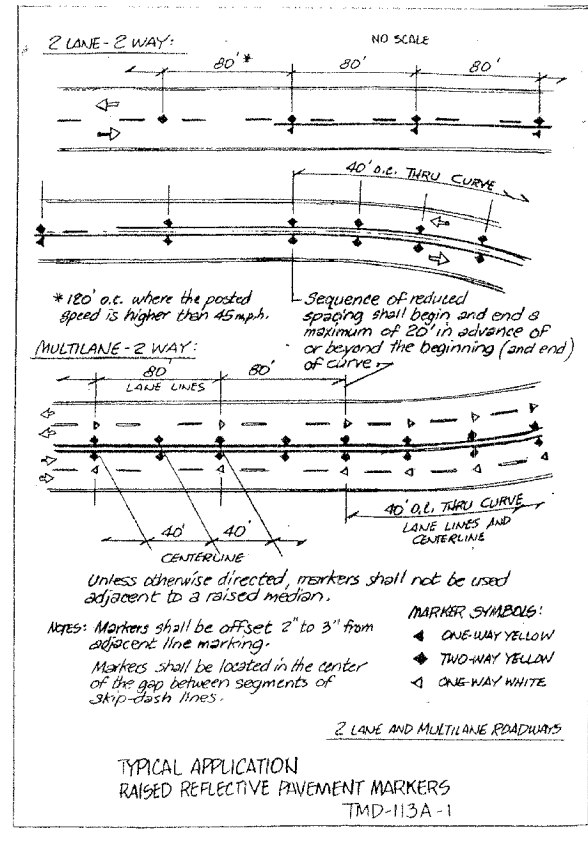 2 LANE-2 WAY:
NO SCALE
80'* 80' 80'
40' o.c. THRU CURVE
* 180' o.c. where the posted
speed is higher than 45 m.p.h.
Sequence of reduced
spacing shall begin and end a
maximum of 20' in advance of
or beyond the beginning (and end)
of curve.
MULTILANE-2 WAY:
80' 80'
LANE LINES
40' o.c. THRU CURVE
LANE LINES AND
CENTERLINE
40' 40'
CENTERLINE
Unless otherwise directed, markers shall not be used
adjacent to a raised median.
NOTES: Markers shall be offset 2" to 3" from
adjacent line marking.
Markers shall be located in the center
of the gap between segments of
skip-dash lines.
MARKER SYMBOLS:
ONE-WAY YELLOW
TWO-WAY YELLOW
ONE-WAY WHITE
2 LANE AND MULTILANE ROADWAYS
TYPICAL APPLICATION
RAISED REFLECTIVE PAVEMENT MARKERS
TMD-113A-1